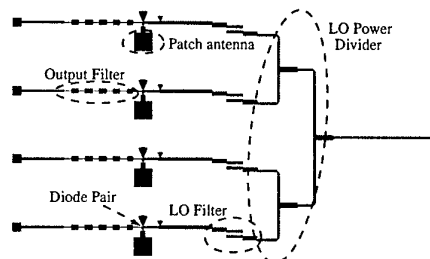 LO Power
Divider
Patch antenna
Output Filter
Diode Pair
LO Filter